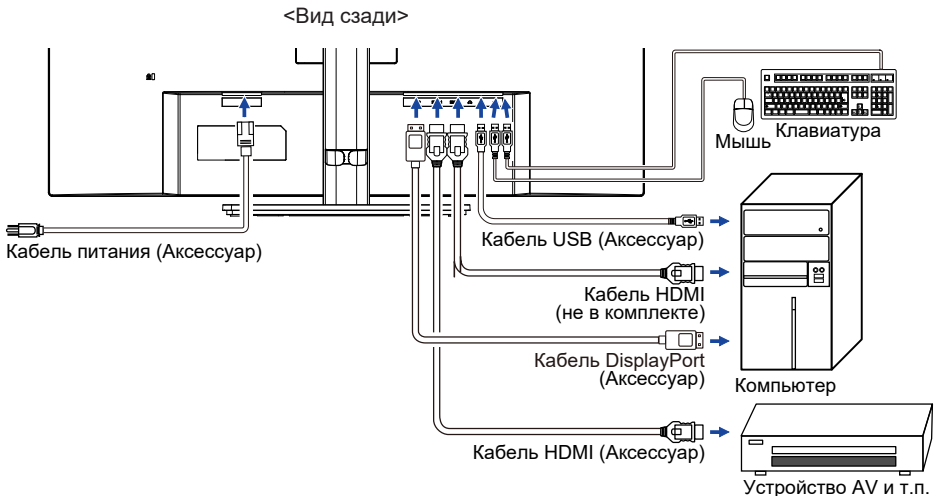 <Вид сзади>
Мышь
Клавиатура
Кабель питания (Аксессуар)
Кабель USB (Аксессуар)
Кабель HDMI
(не в комплекте)
Кабель DisplayPort
(Аксессуар)
Компьютер
Кабель HDMI (Аксессуар)
Устройство AV и т.п.